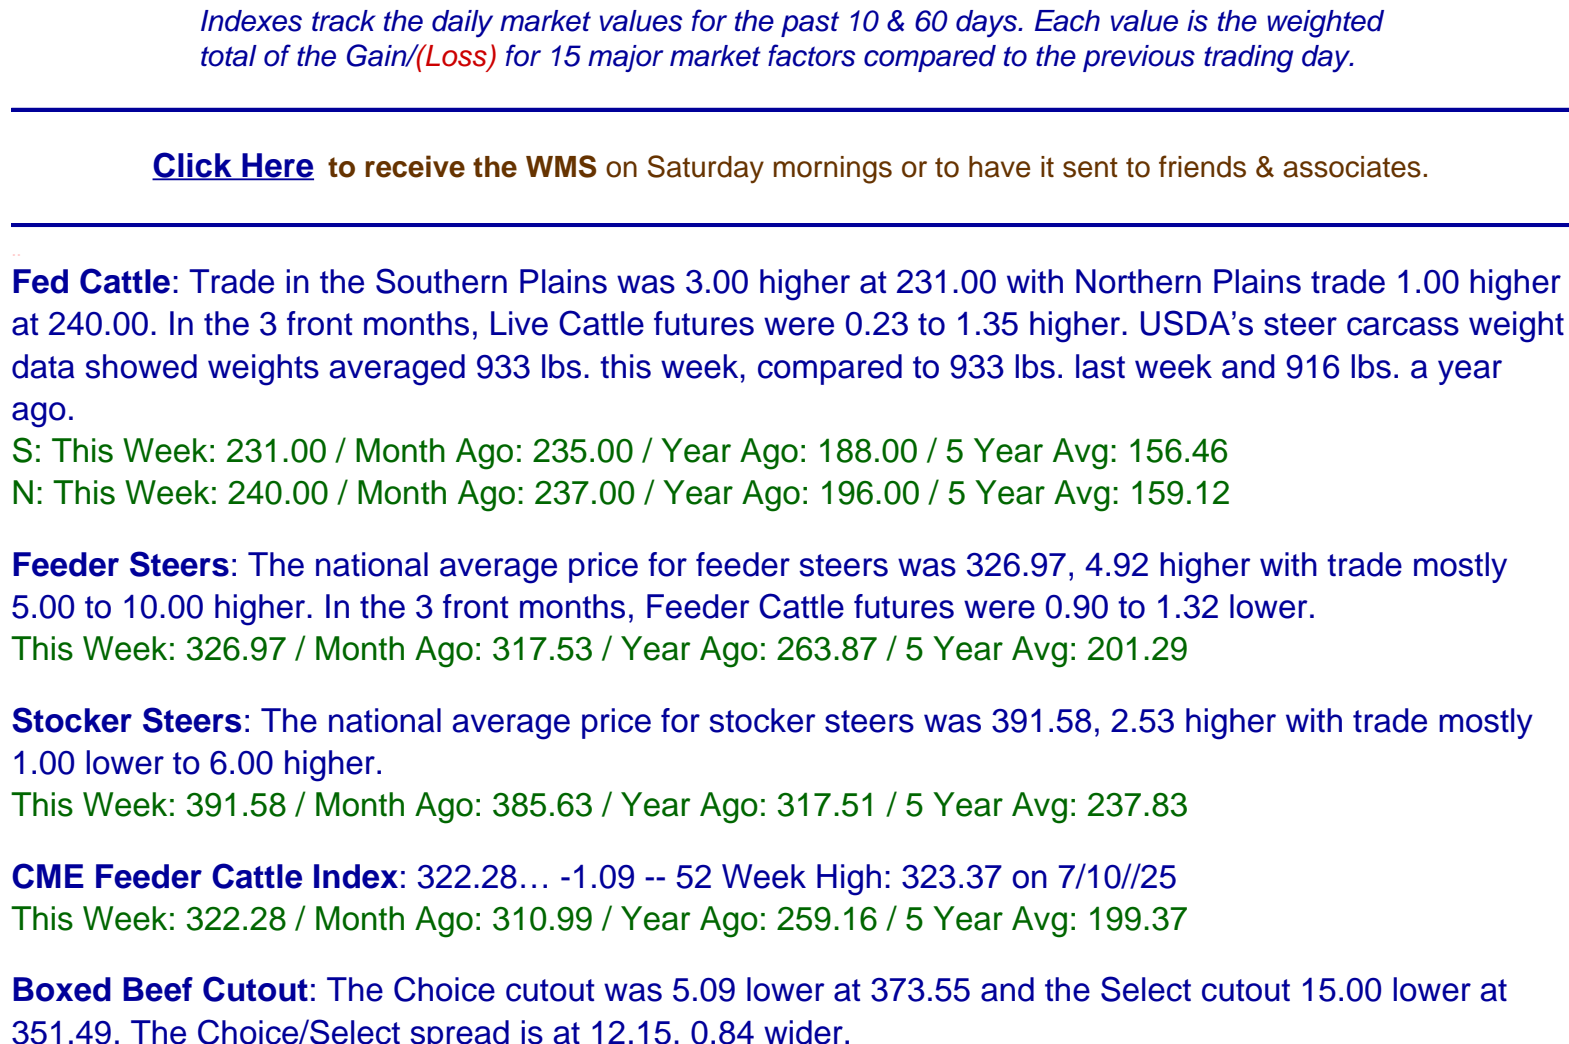 Indexes track the daily market values for the past 10 & 60 days. Each value is the weighted
total of the Gain/(Loss) for 15 major market factors compared to the previous trading day.
Click Here to receive the WMS on Saturday mornings or to have it sent to friends & associates.
..
Fed Cattle: Trade in the Southern Plains was 3.00 higher at 231.00 with Northern Plains trade 1.00 higher
at 240.00. In the 3 front months, Live Cattle futures were 0.23 to 1.35 higher. USDA’s steer carcass weight
data showed weights averaged 933 lbs. this week, compared to 933 lbs. last week and 916 lbs. a year
ago.
S: This Week: 231.00 / Month Ago: 235.00 / Year Ago: 188.00 / 5 Year Avg: 156.46
N: This Week: 240.00 / Month Ago: 237.00 / Year Ago: 196.00 / 5 Year Avg: 159.12
Feeder Steers: The national average price for feeder steers was 326.97, 4.92 higher with trade mostly
5.00 to 10.00 higher. In the 3 front months, Feeder Cattle futures were 0.90 to 1.32 lower.
This Week: 326.97 / Month Ago: 317.53 / Year Ago: 263.87 / 5 Year Avg: 201.29
Stocker Steers: The national average price for stocker steers was 391.58, 2.53 higher with trade mostly
1.00 lower to 6.00 higher.
This Week: 391.58 / Month Ago: 385.63 / Year Ago: 317.51 / 5 Year Avg: 237.83
CME Feeder Cattle Index: 322.28… -1.09 -- 52 Week High: 323.37 on 7/10//25
This Week: 322.28 / Month Ago: 310.99 / Year Ago: 259.16 / 5 Year Avg: 199.37
Boxed Beef Cutout: The Choice cutout was 5.09 lower at 373.55 and the Select cutout 15.00 lower at
351.49. The Choice/Select spread is at 12.15, 0.84 wider.